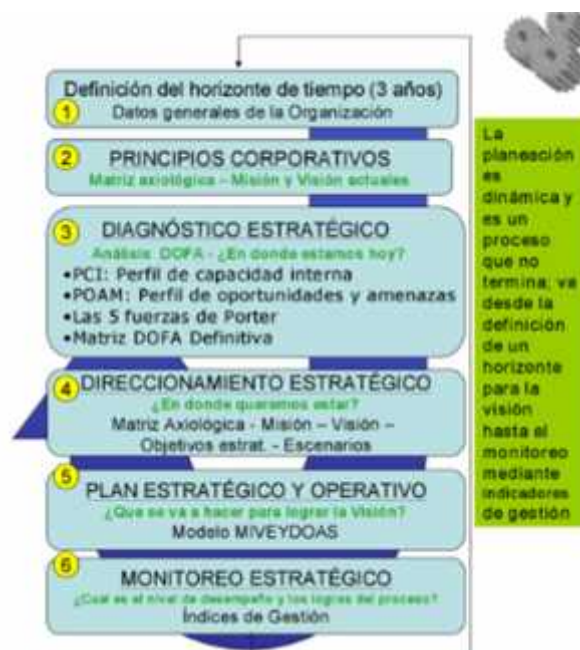 Definición del horizonte de tiempo (3 años)
1
Datos generales de la Organización
2
PRINCIPIOS CORPORATIVOS
Matriz axiológica – Misión y Visión actuales
3
DIAGNÓSTICO ESTRATÉGICO
Análisis DOFA - ¿En donde estamos hoy?
•PCI: Perfil de capacidad interna
•POAM: Perfil de oportunidades y amenazas
•Las 5 fuerzas de Porter
•Matriz DOFA Definitiva
4
DIRECCIONAMIENTO ESTRATÉGICO
¿En donde queremos estar?
Matriz Axiológica - Misión – Visión –
Objetivos estrat. - Escenarios
5
PLAN ESTRATÉGICO Y OPERATIVO
¿Que se va a hacer para lograr la Visión?
Modelo MIVEYDOAS
6
MONITOREO ESTRATÉGICO
¿Cual es el nivel de desempeño y los logros del proceso?
Índices de Gestión
La
planeación
es
dinámica y
es un
proceso
que no
termina; va
desde la
definición
de un
horizonte
para la
visión
hasta el
monitoreo
mediante
indicadores
de gestión